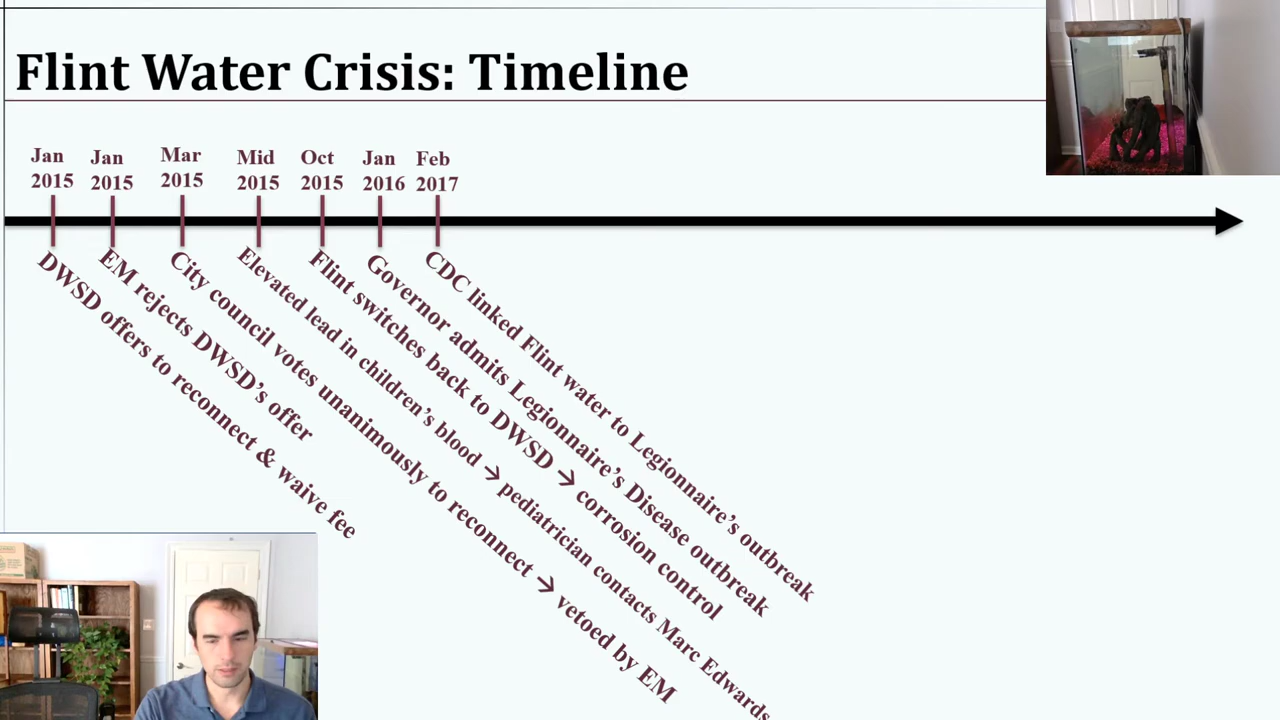 Flint Water Crisis: Timeline
Jan
2015
Jan
2015
Mar
2015
Mid
2015
Oct
2015
Jan
2016
Feb
2017
DWSD offers to reconnect & waive fee
EM rejects DWSD's offer
City council votes unanimously to reconnect → vetoed by EM
Elevated lead in children's blood → pediatrician contacts Marc Edwards
Flint switches back to DWSD → corrosion control
Governor admits Legionnaire's Disease outbreak
CDC linked Flint water to Legionnaire's outbreak